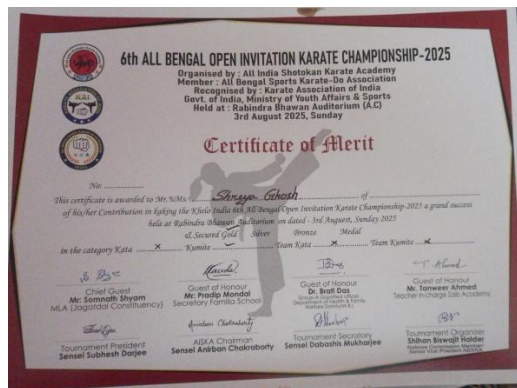 6th ALL BENGAL OPEN INVITATION KARATE CHAMPIONSHIP-2025
Organised by : All India Shotokan Karate Academy
Member : All Bengal Sports Karate-Do Association
Recognised by : Karate Association of India
Govt. of India, Ministry of Youth Affairs & Sports
Held at : Rabindra Bhawan Auditorium (A.C)
3rd August 2025, Sunday
KAI
Certificate of Merit
No:
This certificate is awarded to Mr./Ms. Shreya Ghosh of
of his/her Contribution in making the Khelo India 6th All Bengal Open Invitation Karate Championship-2025 a grand success
held at Rabindra Bhawan Auditorium on dated - 3rd August, Sunday 2025
& Secured Gold Silver Bronze Medal
in the category Kata x Kumite Team Kata x Team Kumite x
Chief Guest
Mr: Somnath Shyam
MLA (Jagatdal Constituency)
Guest of Honour
Mr: Pradip Mondal
Secretary Familia School
Guest of Honour
Dr. Brati Das
Guest of Honour
Mr: Tanweer Ahmed
Tournament President
Sensei Subhesh Darjee
Anirban Chakraborty
AISKA Chairman
Sensei Anirban Chakraborty
Tournament Secretary
Sensei Dabashis Mukharjee
Tournament Organiser
Shihan Biswajit Halder